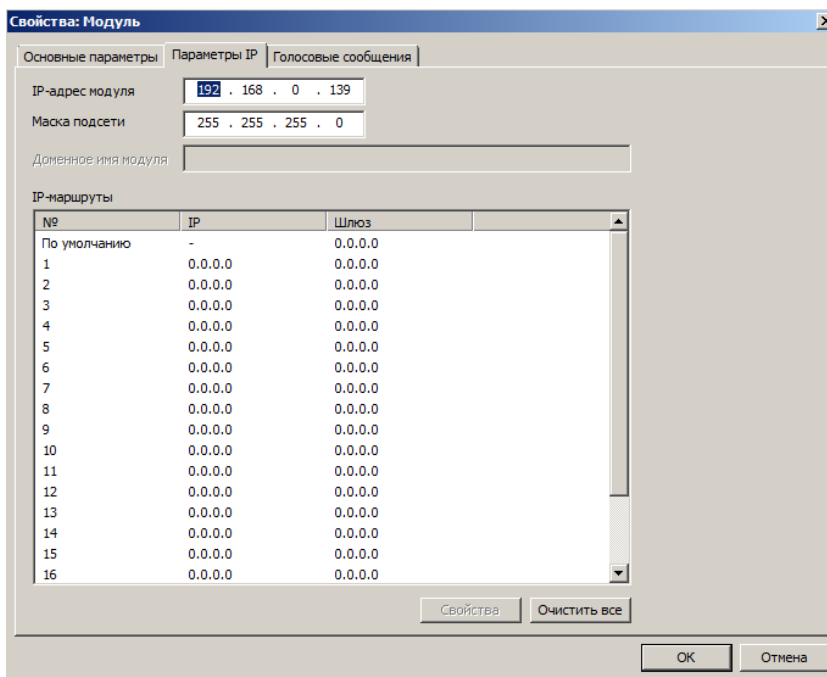 Свойства: Модуль
Основные параметры Параметры IP Голосовые сообщения
IP-адрес модуля 192 . 168 . 0 . 139
Маска подсети 255 . 255 . 255 . 0
Доменное имя модуля
IP-маршруты
№ IP Шлюз
По умолчанию - 0.0.0.0
1 0.0.0.0 0.0.0.0
2 0.0.0.0 0.0.0.0
3 0.0.0.0 0.0.0.0
4 0.0.0.0 0.0.0.0
5 0.0.0.0 0.0.0.0
6 0.0.0.0 0.0.0.0
7 0.0.0.0 0.0.0.0
8 0.0.0.0 0.0.0.0
9 0.0.0.0 0.0.0.0
10 0.0.0.0 0.0.0.0
11 0.0.0.0 0.0.0.0
12 0.0.0.0 0.0.0.0
13 0.0.0.0 0.0.0.0
14 0.0.0.0 0.0.0.0
15 0.0.0.0 0.0.0.0
16 0.0.0.0 0.0.0.0
Свойства Очистить все
OK Отмена